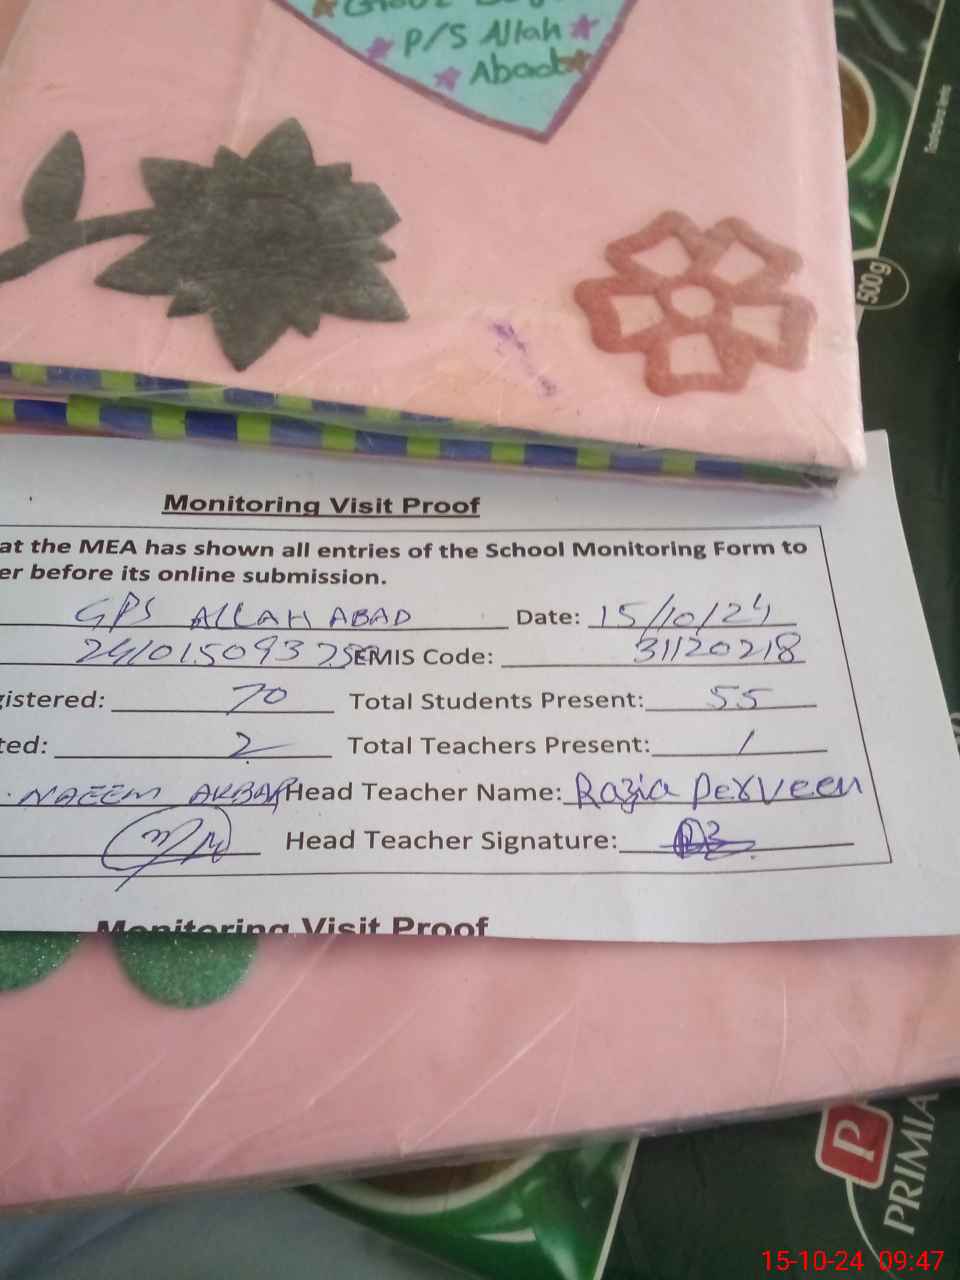 P/S Allah
Abad
Taddess Info
500g
Monitoring Visit Proof
at the MEA has shown all entries of the School Monitoring Form to
er before its online submission.
GPS ALLAH ABAD Date: 15/10/24
EMIS Code: 31120218
gistered: 70 Total Students Present: 55
ted: 2 Total Teachers Present: 1
NAEEM AKBAR Head Teacher Name: Razia Perveen
Head Teacher Signature:
Monitoring Visit Proof
P
PRIMIA
15-10-24 09:47